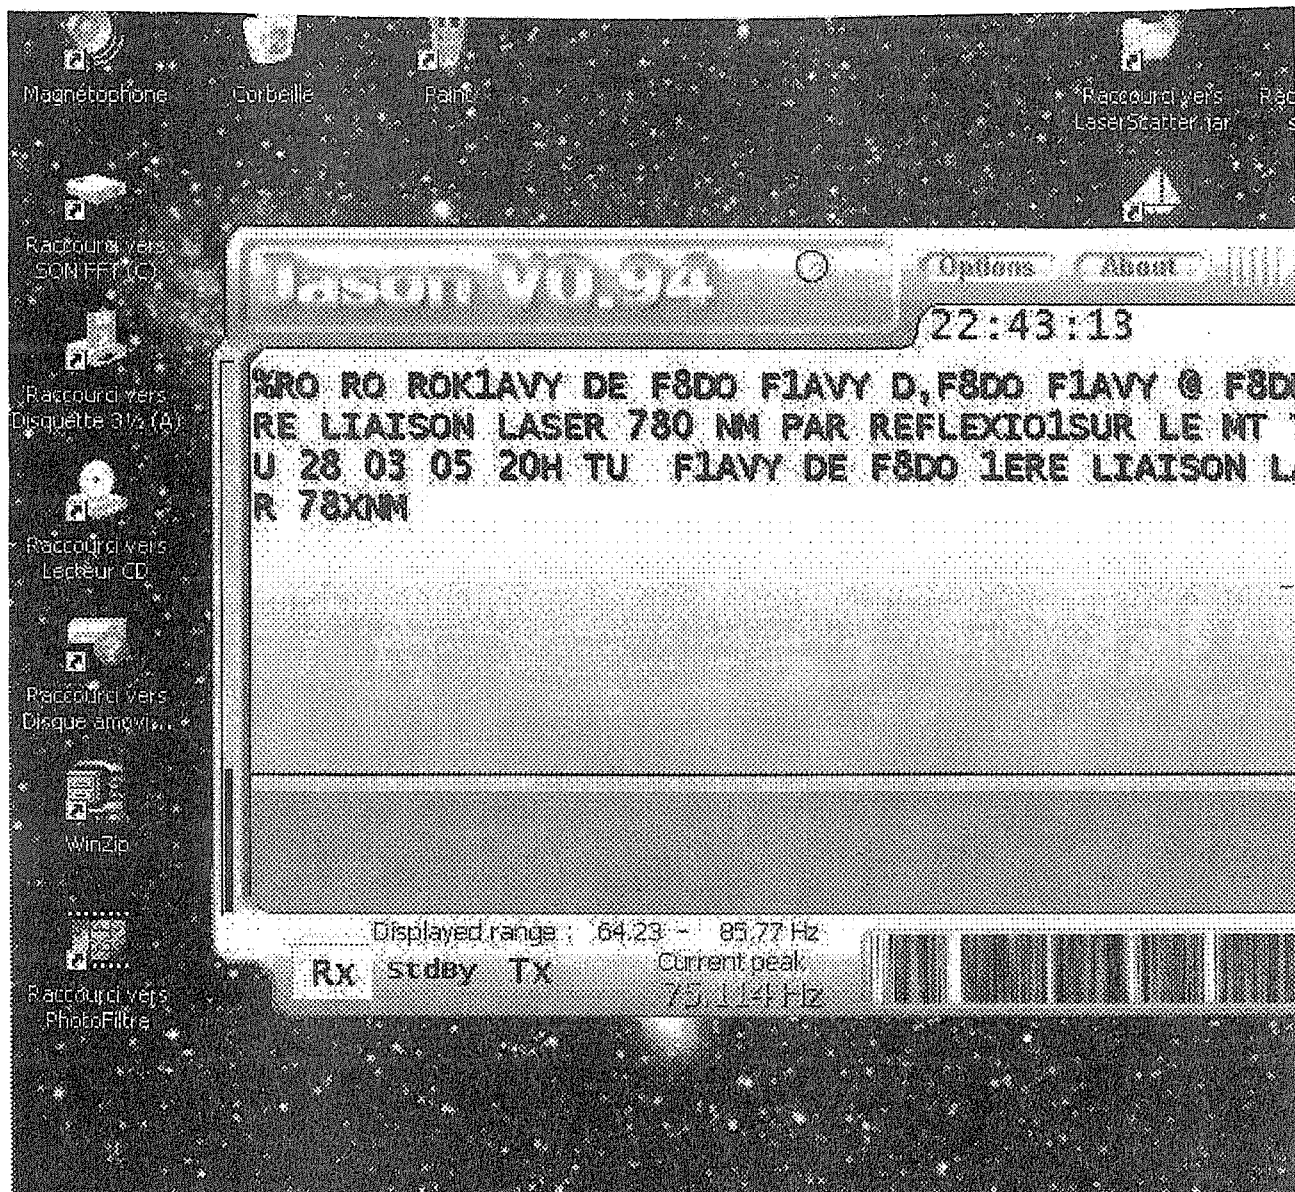 Magnétophone
Corbeille
Paint
Raccourci vers
LaserScatter.jar
Raccourci vers
SON FFT (C)
Raccourci vers
Disquette 3½ (A)
Raccourci vers
Lecteur CD
Raccourci vers
Disque amovi...
WinZip
Raccourci vers
PhotoFiltre
Jason V0.94
Options
About
22:43:13
%RO RO ROK1AVY DE F8DO F1AVY D,F8DO F1AVY @
RE LIAISON LASER 780 NM PAR REFLEXIO1SUR LE MT
U 28 03 05 20H TU F1AVY DE F8DO 1ERE LIAISON
R 78XNM
Displayed range : 64.23 - 85.77 Hz
Rx StdBy Tx
Current peak
75.114 Hz